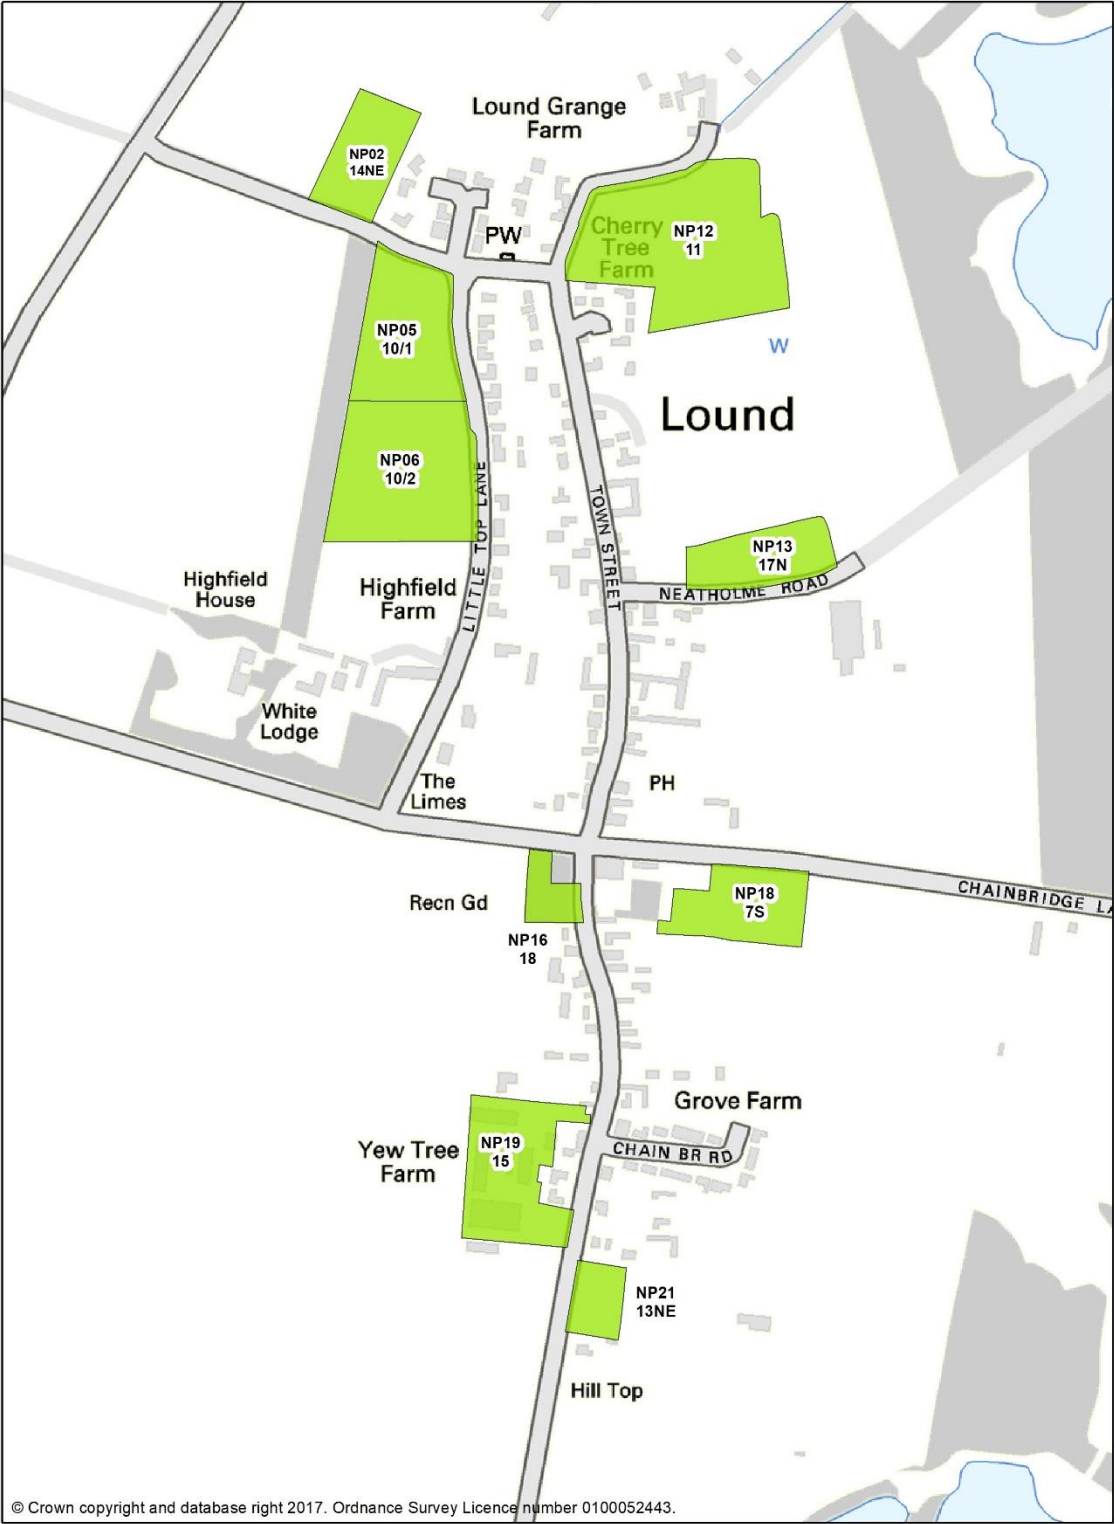 Lound Grange
Farm
NP02
14NE
PW
Cherry
Tree
Farm
NP12
11
NP05
10/1
W
Lound
NP06
10/2
LITTLE TOP LANE
TOWN STREET
NP13
17N
NEATHOLME ROAD
Highfield
House
Highfield
Farm
White
Lodge
The
Limes
PH
CHAINBRIDGE LA
Recn Gd
NP18
7S
NP16
18
Grove Farm
Yew Tree
Farm
NP19
15
CHAIN BR RD
NP21
13NE
Hill Top
© Crown copyright and database right 2017. Ordnance Survey Licence number 0100052443.